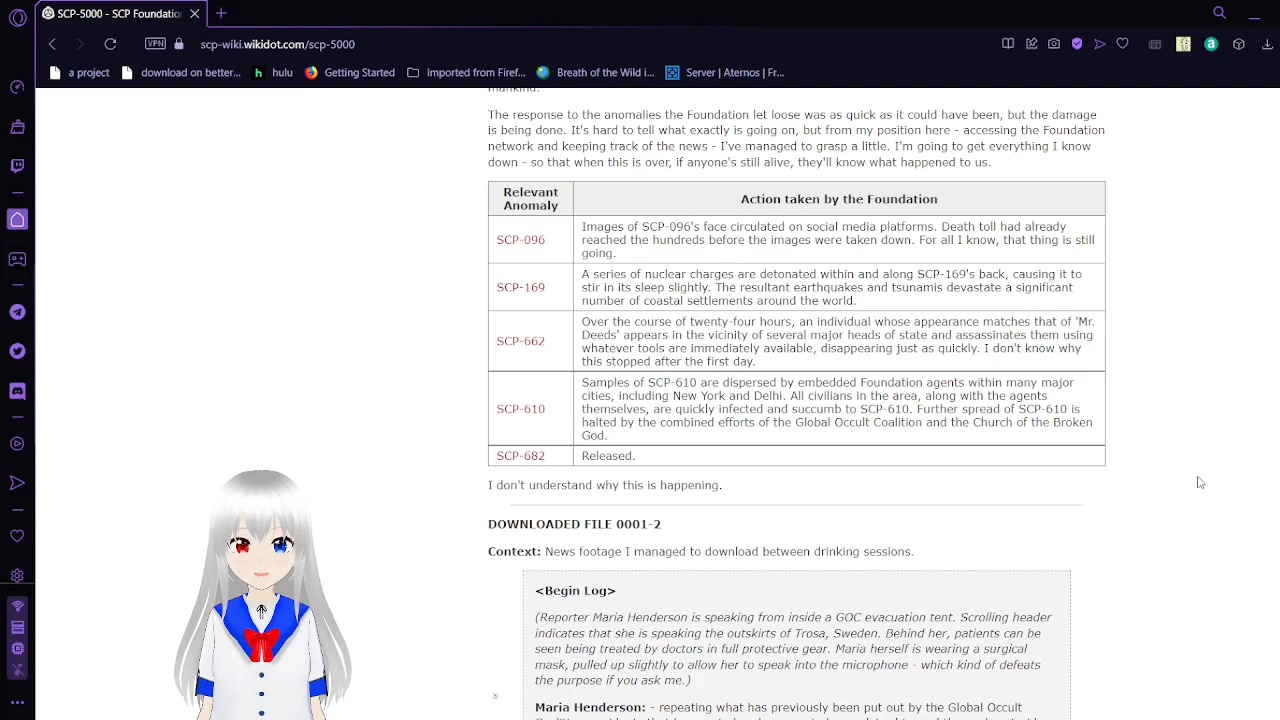 SCP-5000 - SCP Foundation
VPN
scp-wiki.wikidot.com/scp-5000
a project
download on better...
h hulu
Getting Started
Imported from Firef...
Breath of the Wild i...
Server | Aternos | Fr...
mankind.
The response to the anomalies the Foundation let loose was as quick as it could have been, but the damage
is being done. It's hard to tell what exactly is going on, but from my position here - accessing the Foundation
network and keeping track of the news - I've managed to grasp a little. I'm going to get everything I know
down - so that when this is over, if anyone's still alive, they'll know what happened to us.
Relevant
Anomaly
Action taken by the Foundation
SCP-096
Images of SCP-096's face circulated on social media platforms. Death toll had already
reached the hundreds before the images were taken down. For all I know, that thing is still
going.
SCP-169
A series of nuclear charges are detonated within and along SCP-169's back, causing it to
stir in its sleep slightly. The resultant earthquakes and tsunamis devastate a significant
number of coastal settlements around the world.
SCP-662
Over the course of twenty-four hours, an individual whose appearance matches that of 'Mr.
Deeds' appears in the vicinity of several major heads of state and assassinates them using
whatever tools are immediately available, disappearing just as quickly. I don't know why
this stopped after the first day.
SCP-610
Samples of SCP-610 are dispersed by embedded Foundation agents within many major
cities, including New York and Delhi. All civilians in the area, along with the agents
themselves, are quickly infected and succumb to SCP-610. Further spread of SCP-610 is
halted by the combined efforts of the Global Occult Coalition and the Church of the Broken
God.
SCP-682
Released.
I don't understand why this is happening.
DOWNLOADED FILE 0001-2
Context: News footage I managed to download between drinking sessions.
<Begin Log>
(Reporter Maria Henderson is speaking from inside a GOC evacuation tent. Scrolling header
indicates that she is speaking the outskirts of Trosa, Sweden. Behind her, patients can be
seen being treated by doctors in full protective gear. Maria herself is wearing a surgical
mask, pulled up slightly to allow her to speak into the microphone - which kind of defeats
the purpose if you ask me.)
Maria Henderson: - repeating what has previously been put out by the Global Occult